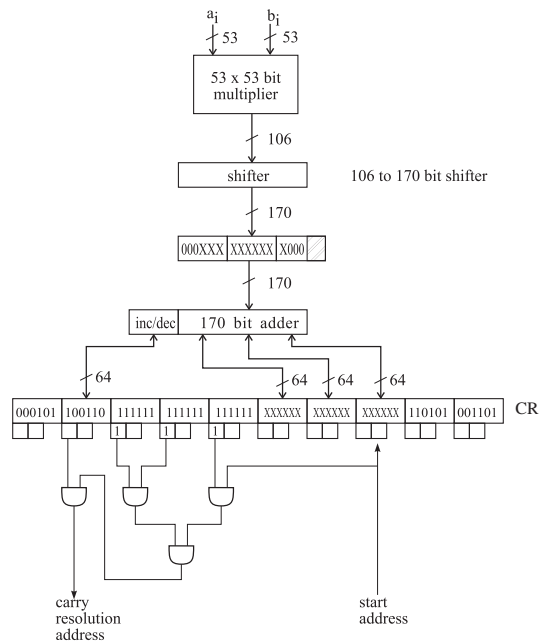 ai bi
53 53
53 x 53 bit
multiplier
106
shifter 106 to 170 bit shifter
170
000XXX XXXXXX X000
170
inc/dec 170 bit adder
64 64 64 64
000101 100110 111111 111111 111111 XXXXXX XXXXXX XXXXXX 110101 001101 CR
1 1 1
carry
resolution
address
start
address